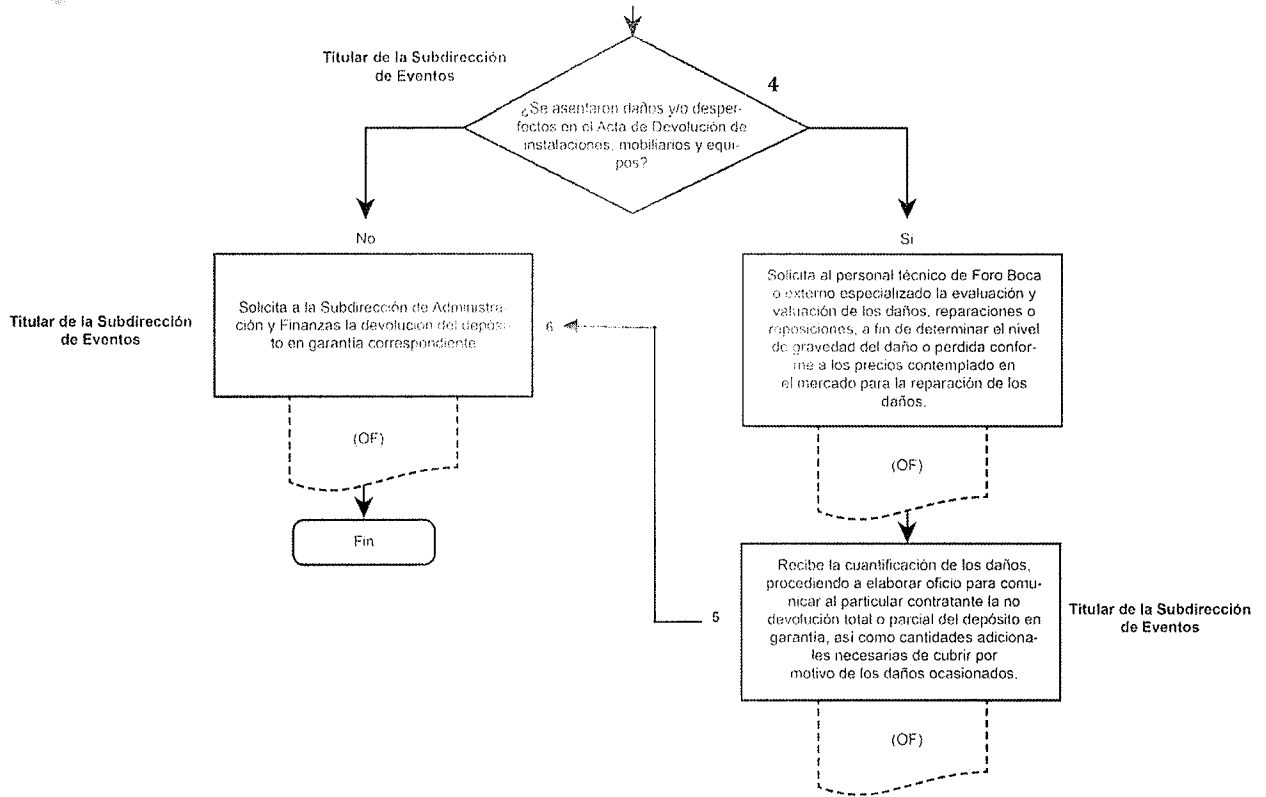 Titular de la Subdirección
de Eventos
4
¿Se asentaron daños y/o desper-
fectos en el Acta de Devolución de
instalaciones, mobiliarios y equi-
pos?
No
Si
Titular de la Subdirección
de Eventos
Solicita a la Subdirección de Administra-
ción y Finanzas la devolución del depósi-
to en garantía correspondiente
6
(OF)
Fin
Solicita al personal técnico de Foro Boca
o externo especializado la evaluación y
valuación de los daños, reparaciones o
reposiciones, a fin de determinar el nivel
de gravedad del daño o perdida confor-
me a los precios contemplado en
el mercado para la reparación de los
daños.
(OF)
5
Recibe la cuantificación de los daños,
procediendo a elaborar oficio para comu-
nicar al particular contratante la no
devolución total o parcial del depósito en
garantía, así como cantidades adiciona-
les necesarias de cubrir por
motivo de los daños ocasionados.
Titular de la Subdirección
de Eventos
(OF)